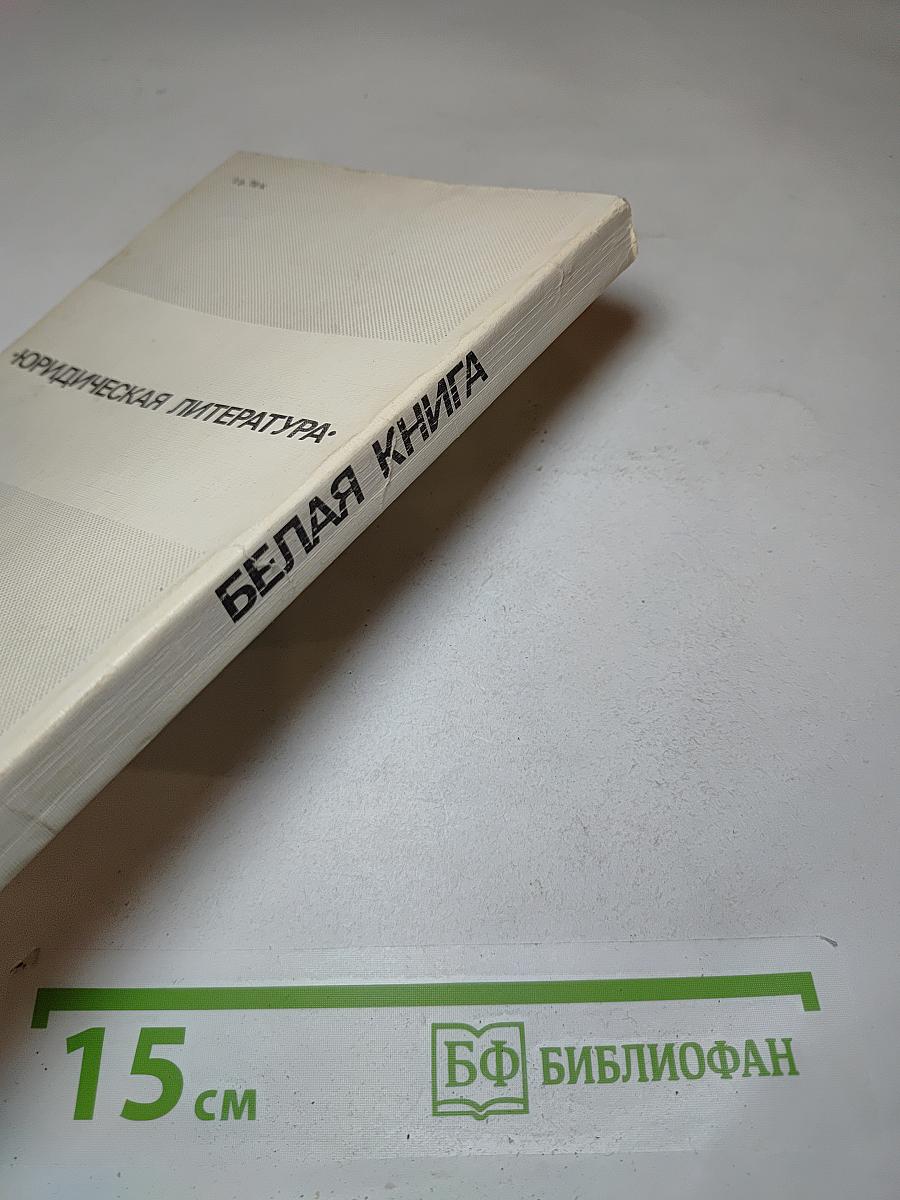 •ЮРИДИЧЕСКАЯ ЛИТЕРАТУРА•
БЕЛАЯ КНИГА
15 см
БФ БИБЛИОФАН